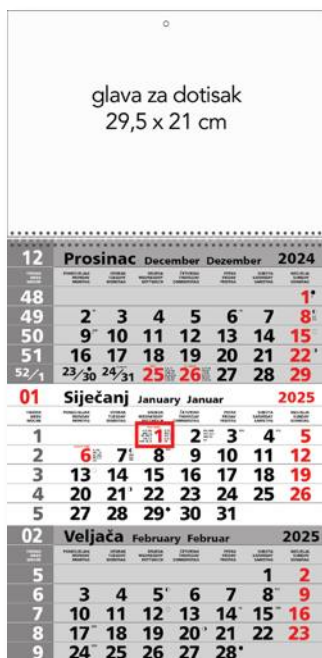 glava za dotisak
29,5 x 21 cm
12 Prosinac December Dezember 2024
48 1
49 2 3 4 5 6 7 8
50 9 10 11 12 13 14 15
51 16 17 18 19 20 21 22
52/1 23/30 24/31 25 26 27 28 29
01 Siječanj January Januar 2025
1 1 2 3 4 5
2 6 7 8 9 10 11 12
3 13 14 15 16 17 18 19
4 20 21 22 23 24 25 26
5 27 28 29 30 31
02 Veljača February Februar 2025
5 1 2
6 3 4 5 6 7 8 9
7 10 11 12 13 14 15 16
8 17 18 19 20 21 22 23
9 24 25 26 27 28